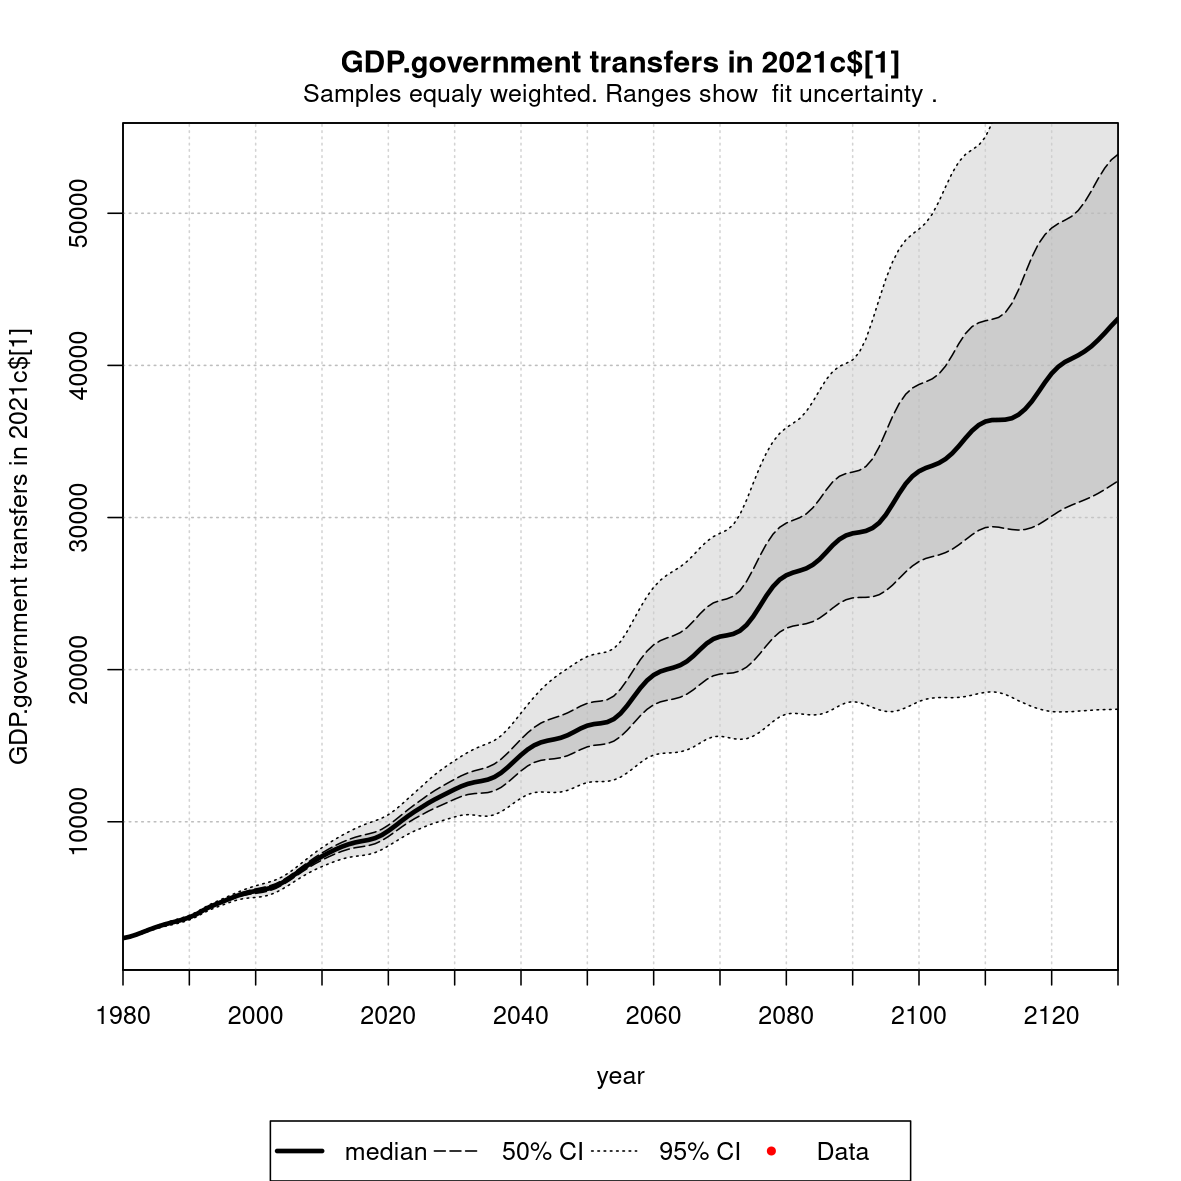 GDP.government transfers in 2021c$[1]
Samples equaly weighted. Ranges show  fit uncertainty .
GDP.government transfers in 2021c$[1]
50000
40000
30000
20000
10000
1980 2000 2020 2040 2060 2080 2100 2120
year
median 50% CI 95% CI Data